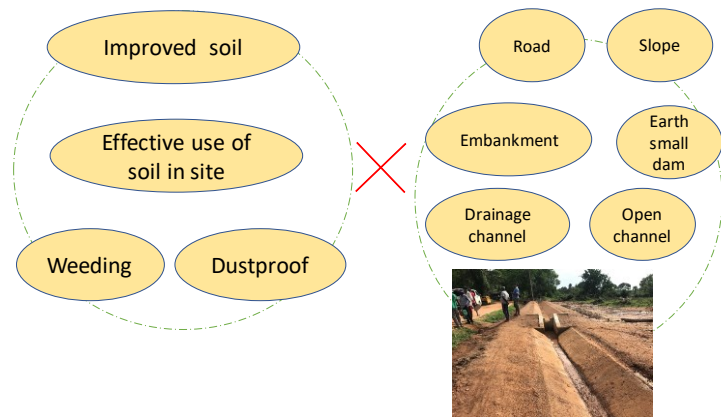 Improved soil
Effective use of
soil in site
Weeding
Dustproof
Road
Slope
Embankment
Earth
small
dam
Drainage
channel
Open
channel